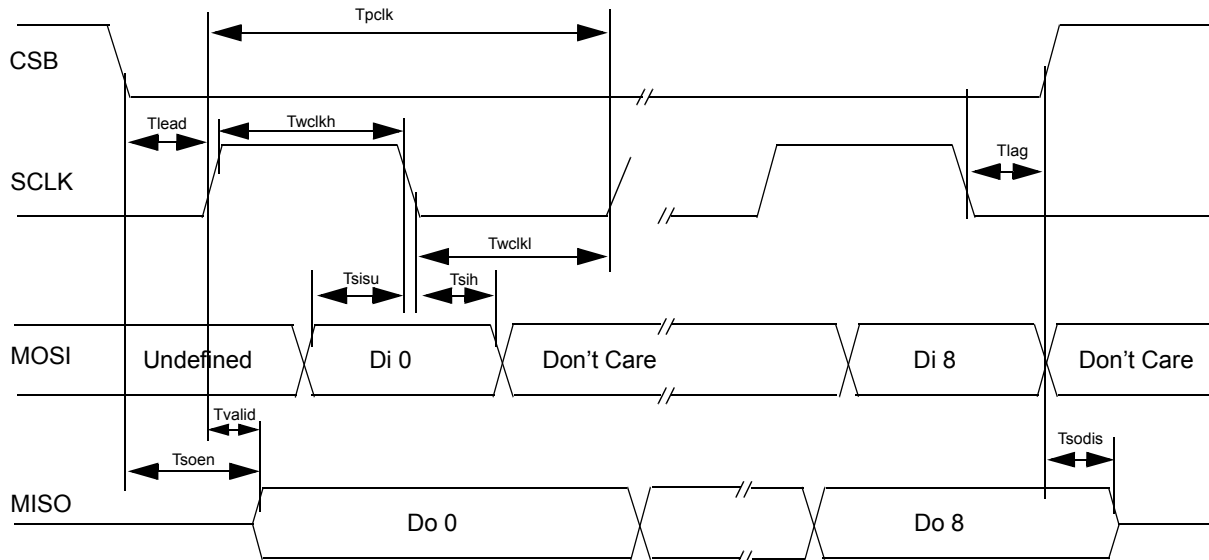 Tpclk
CSB
Tlead
Twclkh
Tlag
SCLK
Twclkl
Tsisu
Tsih
MOSI
Undefined
Di 0
Don't Care
Di 8
Don't Care
Tvalid
Tsoen
Tsodis
MISO
Do 0
Do 8